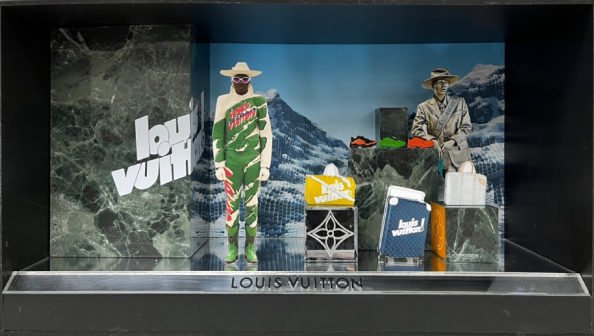 louis
vuitton
LOUIS
VUITTON
louis
vuitton
louis
vuitton!
LOUIS VUITTON